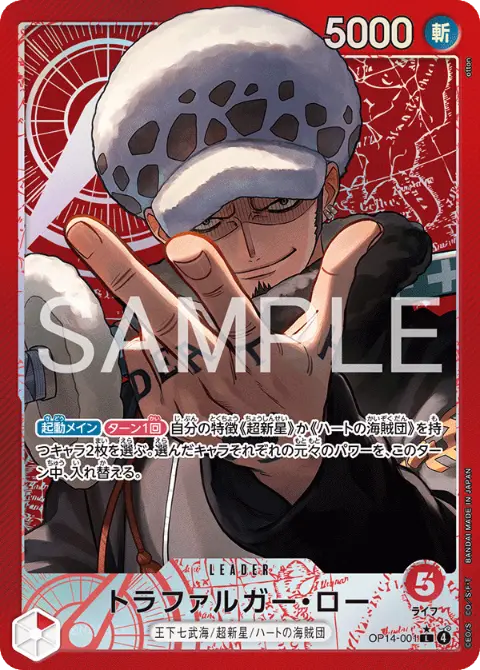 5000 斬
otton
SAMPLE
DEATH
起動メイン ターン1回 自分の特徴《超新星》か《ハートの海賊団》を持
つキャラ2枚を選ぶ。選んだキャラそれぞれの元々のパワーを、このター
ン中、入れ替える。
LEADER
トラファルガー・ロー
5
ライフ
王下七武海/超新星/ハートの海賊団
OP14-001 L 4
©E.O./S. ©O./S.,F.,T. BANDAI MADE IN JAPAN